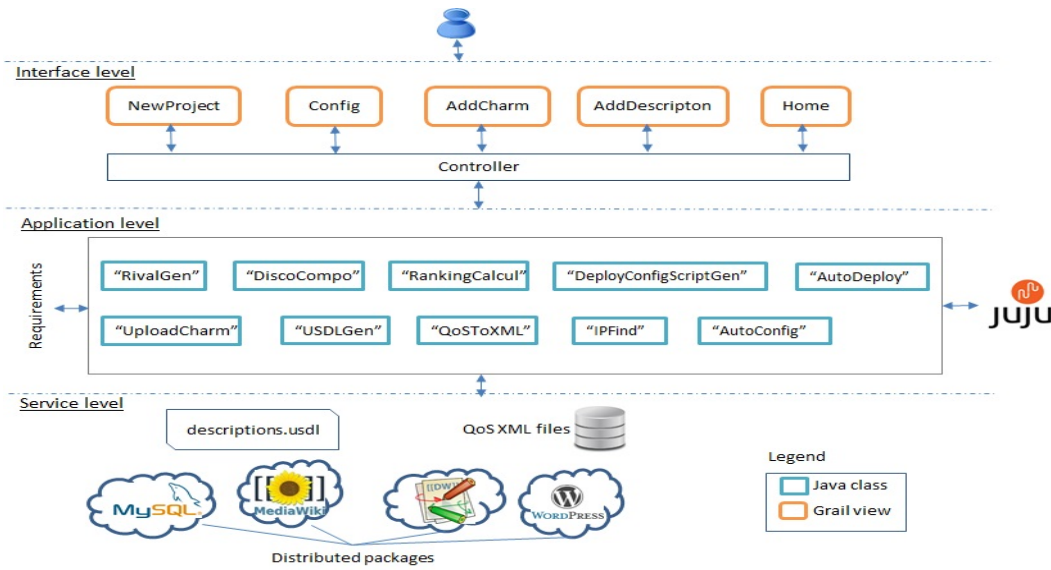 Interface level
NewProject
Config
AddCharm
AddDescripton
Home
Controller
Application level
Requirements
“RivalGen”
“DiscoCompo”
“RankingCalcul”
“DeployConfigScriptGen”
“AutoDeploy”
“UploadCharm”
“USDLGen”
“QoSToXML”
“IPFind”
“AutoConfig”
juju
Service level
descriptions.usdl
QoS XML files
MySQL®
[[ ]]
MediaWiki
[[DW]]
WORDPRESS
Distributed packages
Legend
Java class
Grail view